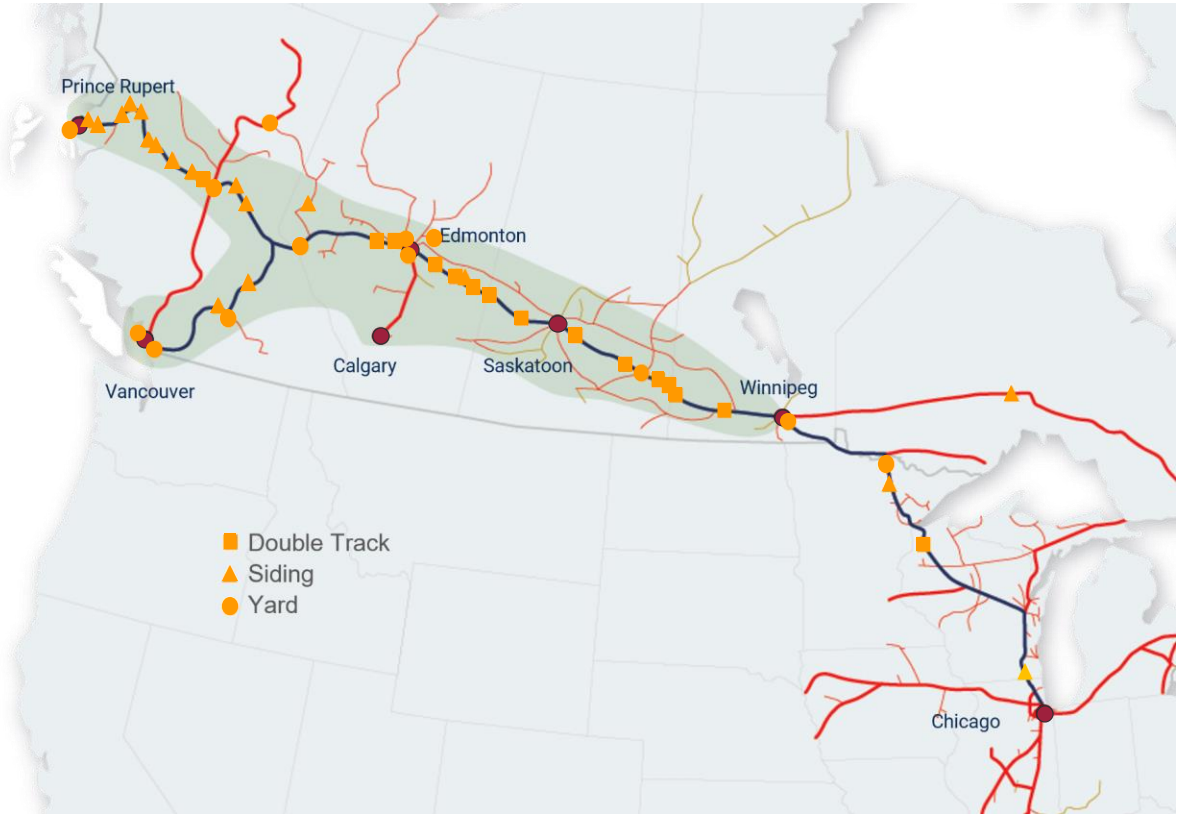 Prince Rupert
Edmonton
Calgary
Saskatoon
Vancouver
Winnipeg
Double Track
Siding
Yard
Chicago